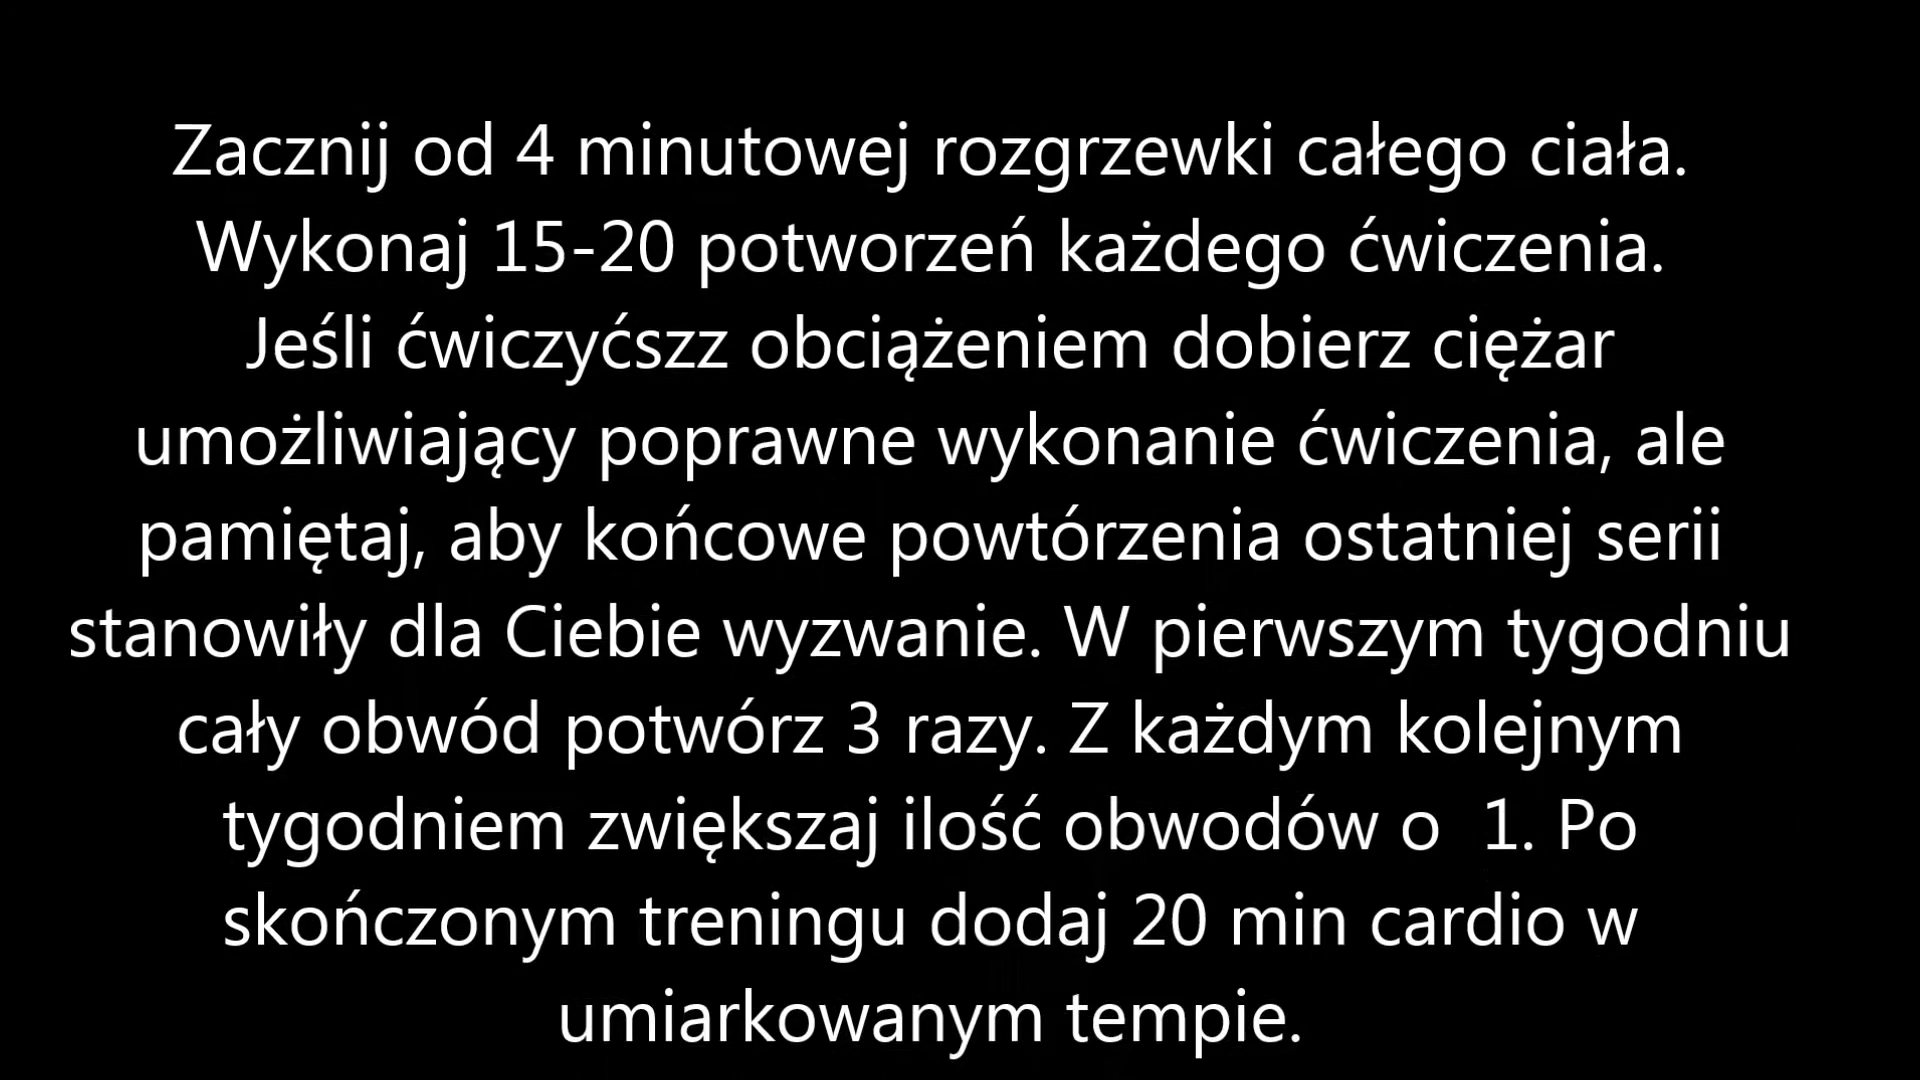 Zacznij od 4 minutowej rozgrzewki całego ciała.
Wykonaj 15-20 potworzeń każdego ćwiczenia.
Jeśli ćwiczyćszz obciążeniem dobierz ciężar
umożliwiający poprawne wykonanie ćwiczenia, ale
pamiętaj, aby końcowe powtórzenia ostatniej serii
stanowiły dla Ciebie wyzwanie. W pierwszym tygodniu
cały obwód potwórz 3 razy. Z każdym kolejnym
tygodniem zwiększaj ilość obwodów o  1. Po
skończonym treningu dodaj 20 min cardio w
umiarkowanym tempie.